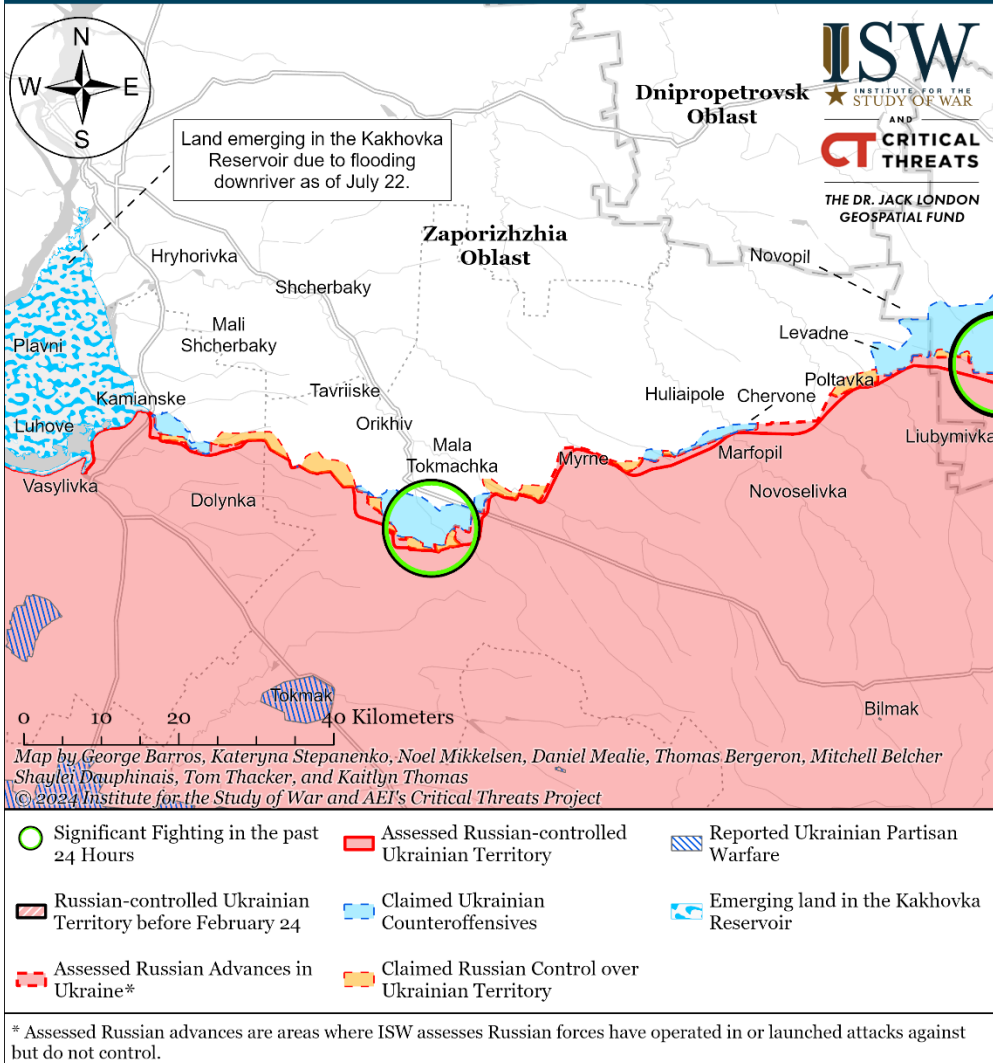 N
W
E
S
ISW
INSTITUTE FOR THE
STUDY OF WAR
AND
CT CRITICAL
THREATS
THE DR. JACK LONDON
GEOSPATIAL FUND
Dnipropetrovsk
Oblast
Land emerging in the Kakhovka
Reservoir due to flooding
downriver as of July 22.
Zaporizhzhia
Oblast
Hryhorivka
Novopil
Shcherbaky
Mali
Shcherbaky
Plavni
Levadne
Tavriiske
Poltavka
Kamianske
Huliaipole
Chervone
Orikhiv
Luhove
Mala
Tokmachka
Liubymivka
Myrne
Marfopil
Vasylivka
Dolynka
Novoselivka
Tokmak
Bilmak
0 10 20 40 Kilometers
Map by George Barros, Kateryna Stepanenko, Noel Mikkelsen, Daniel Mealie, Thomas Bergeron, Mitchell Belcher
Shaylei Dauphinais, Tom Thacker, and Kaitlyn Thomas
© 2024 Institute for the Study of War and AEI's Critical Threats Project
Significant Fighting in the past
24 Hours
Assessed Russian-controlled
Ukrainian Territory
Reported Ukrainian Partisan
Warfare
Russian-controlled Ukrainian
Territory before February 24
Claimed Ukrainian
Counteroffensives
Emerging land in the Kakhovka
Reservoir
Assessed Russian Advances in
Ukraine*
Claimed Russian Control over
Ukrainian Territory
* Assessed Russian advances are areas where ISW assesses Russian forces have operated in or launched attacks against
but do not control.